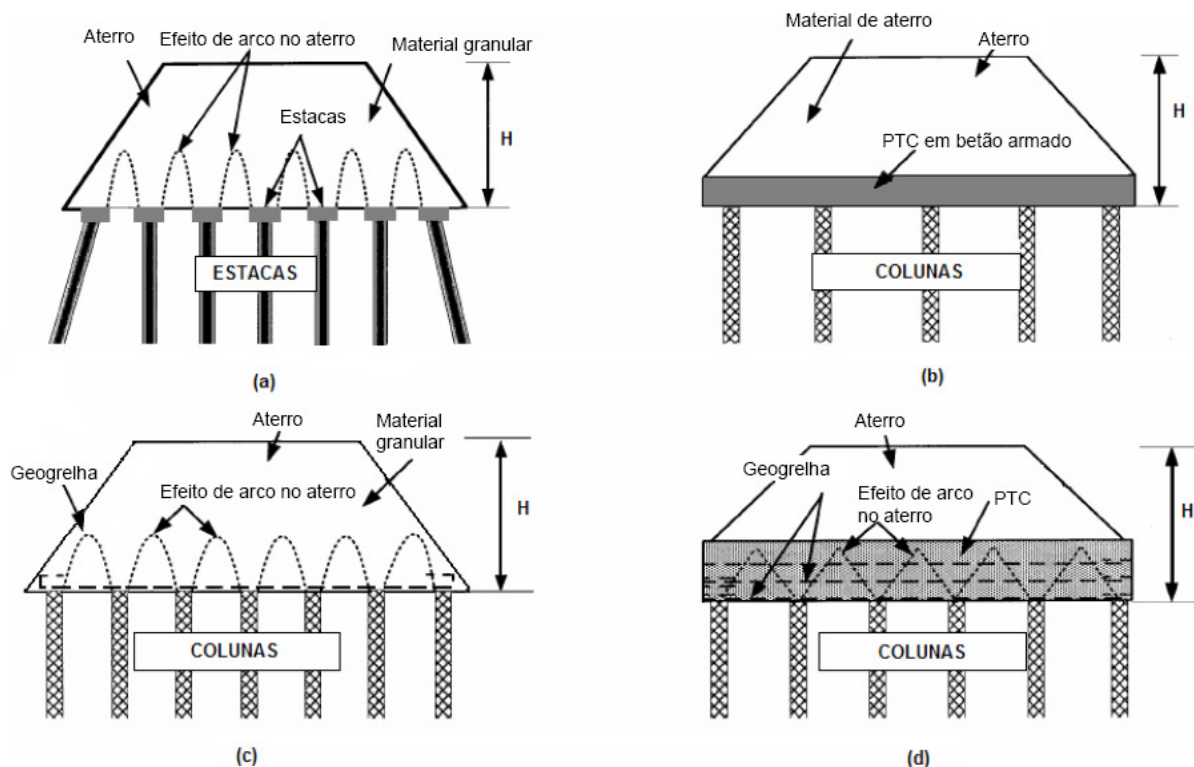 Aterro
Efeito de arco no aterro
Material granular
Estacas
H
ESTACAS
(a)
Material de aterro
Aterro
PTC em betão armado
H
COLUNAS
(b)
Aterro
Material
granular
Geogrelha
Efeito de arco no aterro
H
COLUNAS
(c)
Aterro
Geogrelha
Efeito de arco
no aterro
PTC
H
COLUNAS
(d)